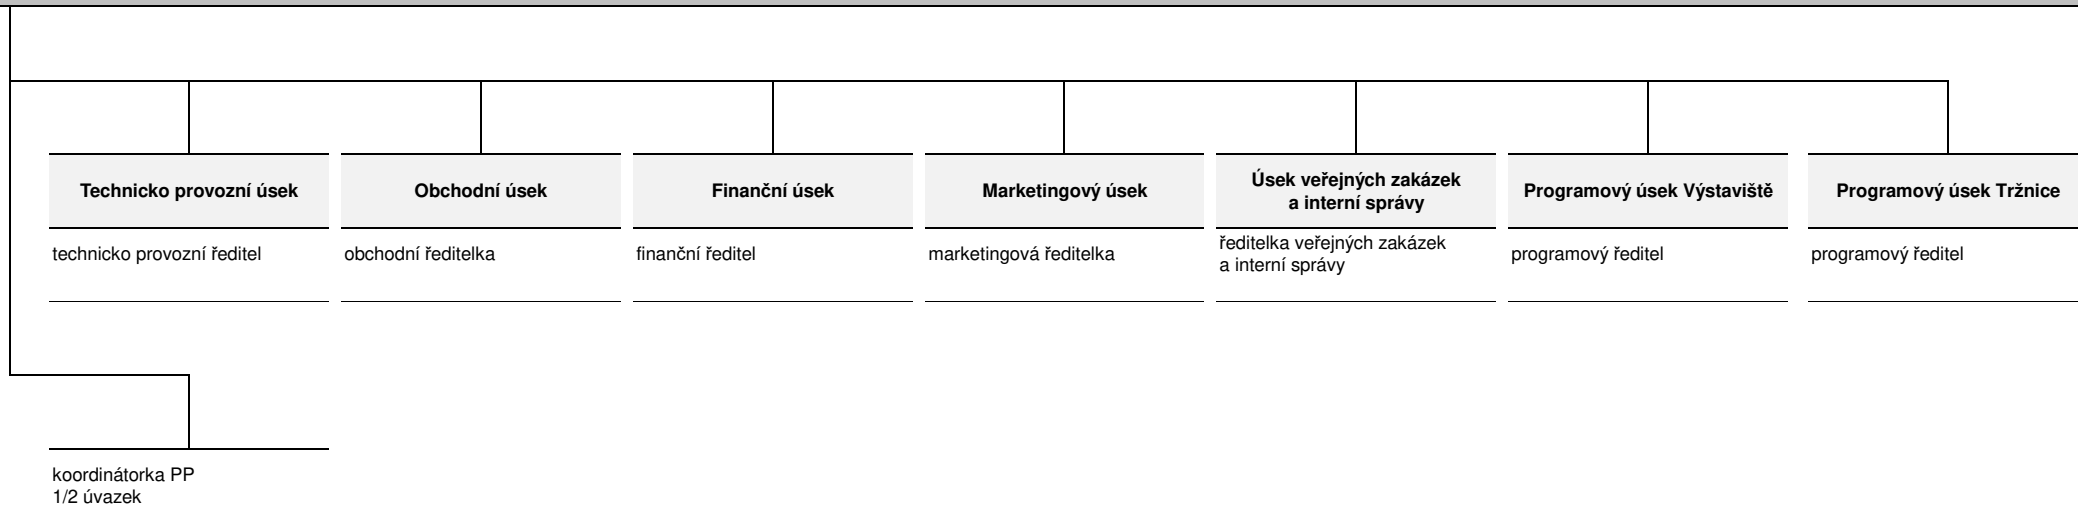 Technicko provozní úsek
Obchodní úsek
Finanční úsek
Marketingový úsek
Úsek veřejných zakázek
a interní správy
Programový úsek Výstaviště
Programový úsek Tržnice
technicko provozní ředitel
obchodní ředitelka
finanční ředitel
marketingová ředitelka
ředitelka veřejných zakázek
a interní správy
programový ředitel
programový ředitel
koordinátorka PP
1/2 úvazek